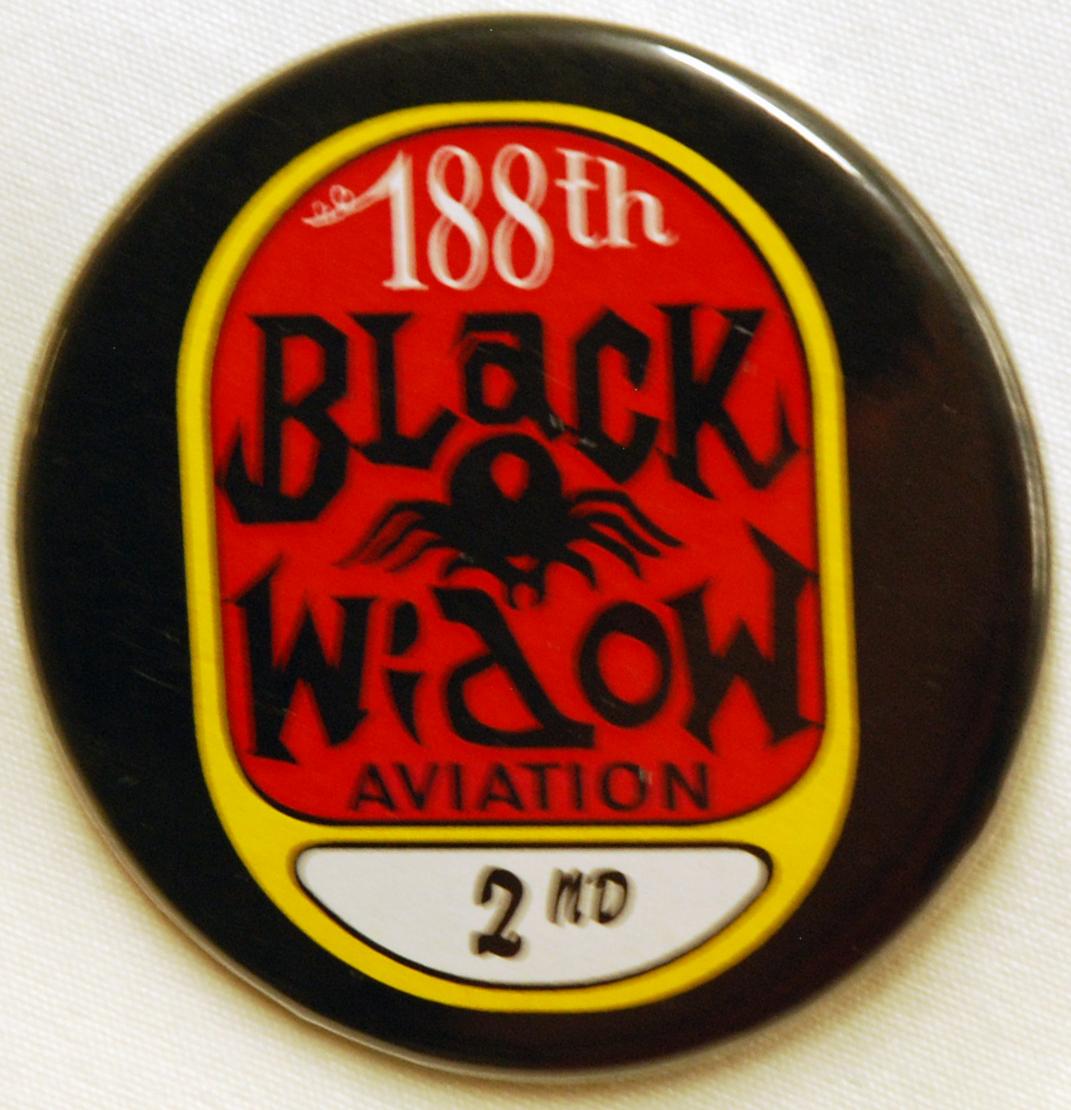 188th
BLacK
WidoW
AVIATION
2ND